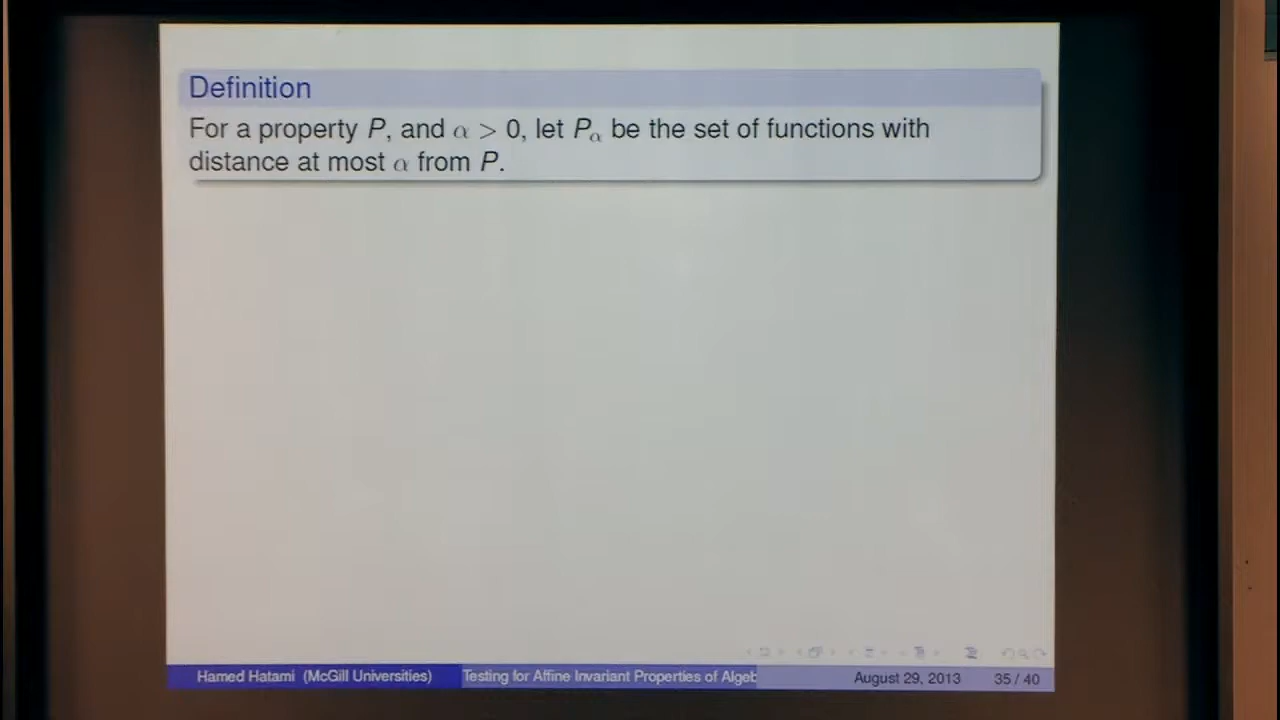 Definition
For a property P, and α > 0, let Pα be the set of functions with
distance at most α from P.
Hamed Hatami (McGill Universities) Testing for Affine Invariant Properties of Algeb August 29, 2013 35 / 40